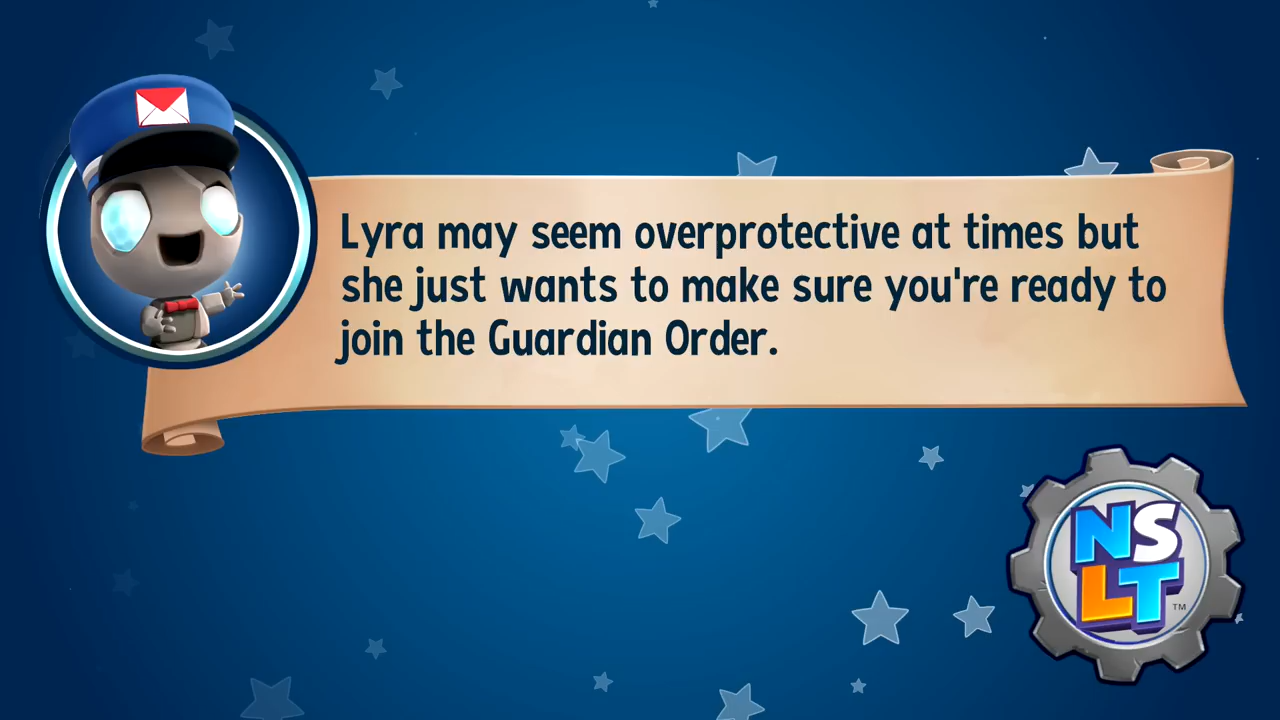 Lyra may seem overprotective at times but
she just wants to make sure you're ready to
join the Guardian Order.
NS
LT
TM